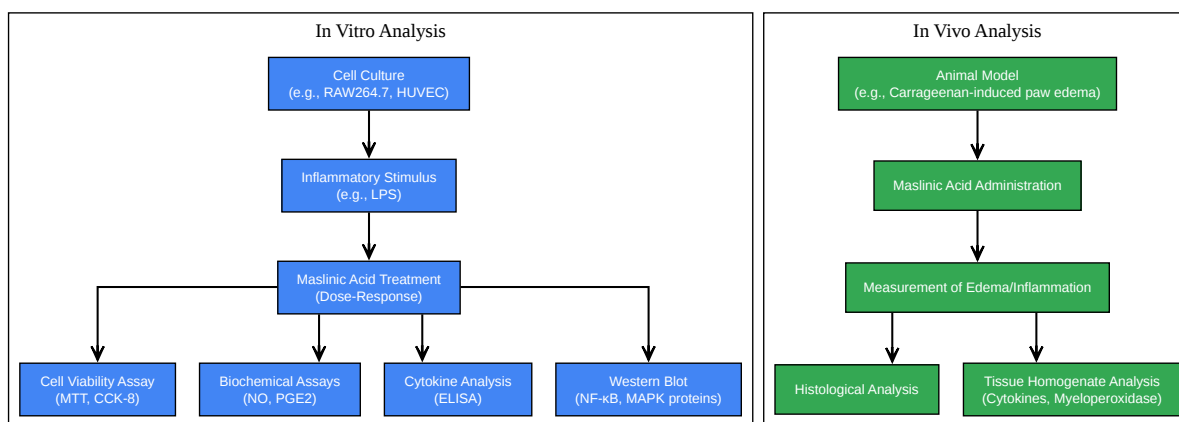 In Vitro Analysis
Cell Culture
(e.g., RAW264.7, HUVEC)
Inflammatory Stimulus
(e.g., LPS)
Maslinic Acid Treatment
(Dose-Response)
Cell Viability Assay
(MTT, CCK-8)
Biochemical Assays
(NO, PGE2)
Cytokine Analysis
(ELISA)
Western Blot
(NF-κB, MAPK proteins)
In Vivo Analysis
Animal Model
(e.g., Carrageenan-induced paw edema)
Maslinic Acid Administration
Measurement of Edema/Inflammation
Histological Analysis
Tissue Homogenate Analysis
(Cytokines, Myeloperoxidase)